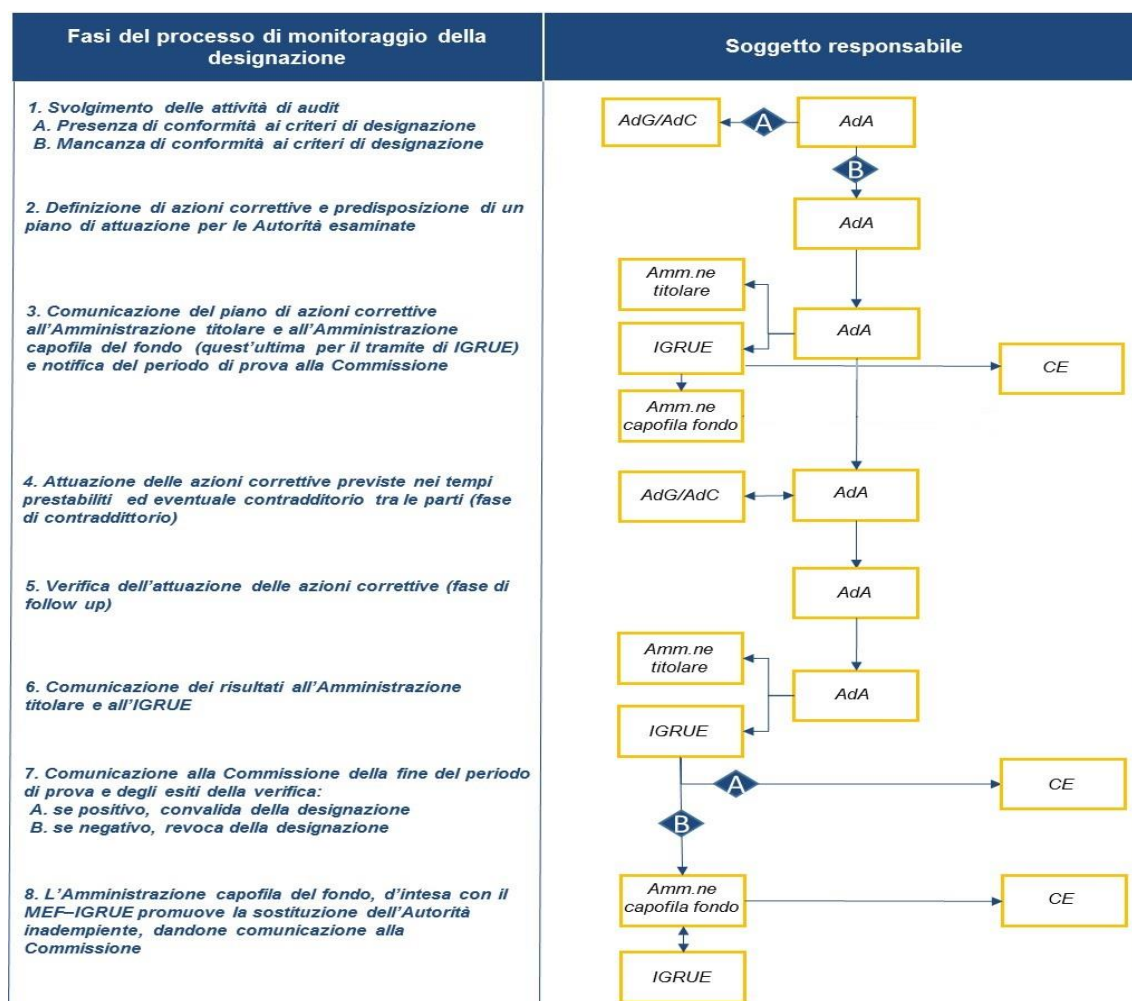 Fasi del processo di monitoraggio della
designazione
Soggetto responsabile
1. Svolgimento delle attività di audit
A. Presenza di conformità ai criteri di designazione
B. Mancanza di conformità ai criteri di designazione
AdG/AdC
A
AdA
B
2. Definizione di azioni correttive e predisposizione di un
piano di attuazione per le Autorità esaminate
AdA
3. Comunicazione del piano di azioni correttive
all'Amministrazione titolare e all'Amministrazione
capofila del fondo (quest'ultima per il tramite di IGRUE)
e notifica del periodo di prova alla Commissione
Amm.ne
titolare
AdA
IGRUE
CE
Amm.ne
capofila fondo
4. Attuazione delle azioni correttive previste nei tempi
prestabiliti ed eventuale contradditorio tra le parti (fase
di contraddittorio)
AdG/AdC
AdA
5. Verifica dell'attuazione delle azioni correttive (fase di
follow up)
AdA
6. Comunicazione dei risultati all'Amministrazione
titolare e all'IGRUE
Amm.ne
titolare
AdA
IGRUE
7. Comunicazione alla Commissione della fine del periodo
di prova e degli esiti della verifica:
A. se positivo, convalida della designazione
B. se negativo, revoca della designazione
A
CE
B
8. L'Amministrazione capofila del fondo, d'intesa con il
MEF–IGRUE promuove la sostituzione dell'Autorità
inadempiente, dandone comunicazione alla
Commissione
Amm.ne
capofila fondo
CE
IGRUE